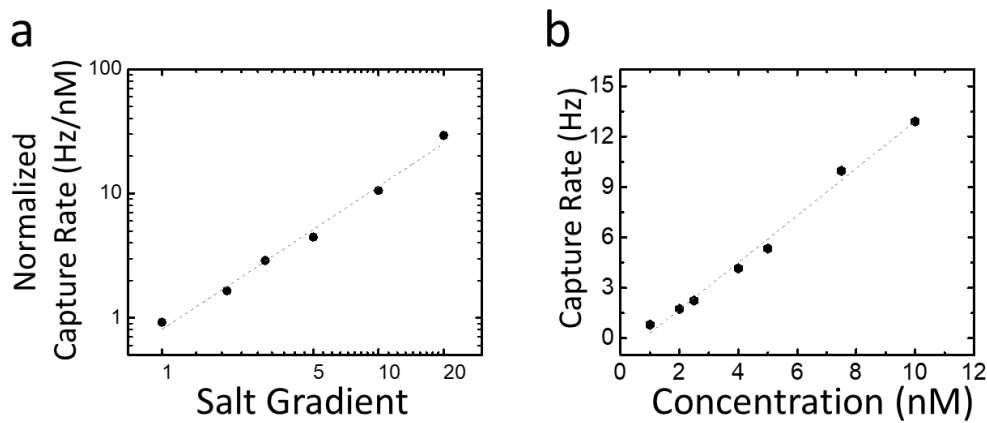 a
Normalized
Capture Rate (Hz/nM)
100
10
1
1
5
10
20
Salt Gradient
b
Capture Rate (Hz)
15
12
9
6
3
0
0
2
4
6
8
10
12
Concentration (nM)